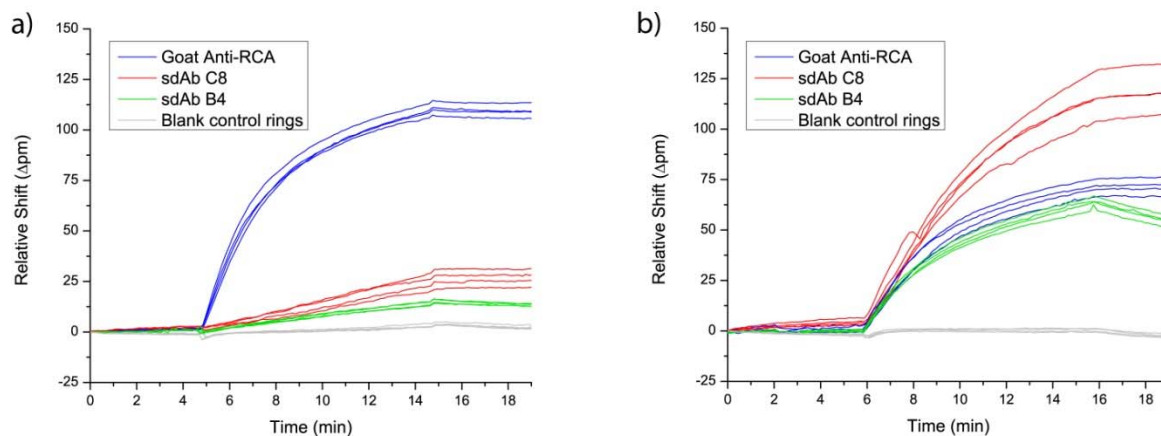 a)
150
125
100
75
50
25
0
-25
Relative Shift (Δpm)
Goat Anti-RCA
sdAb C8
sdAb B4
Blank control rings
0 2 4 6 8 10 12 14 16 18
Time (min)
b)
150
125
100
75
50
25
0
-25
Relative Shift (Δpm)
Goat Anti-RCA
sdAb C8
sdAb B4
Blank control rings
0 2 4 6 8 10 12 14 16 18
Time (min)